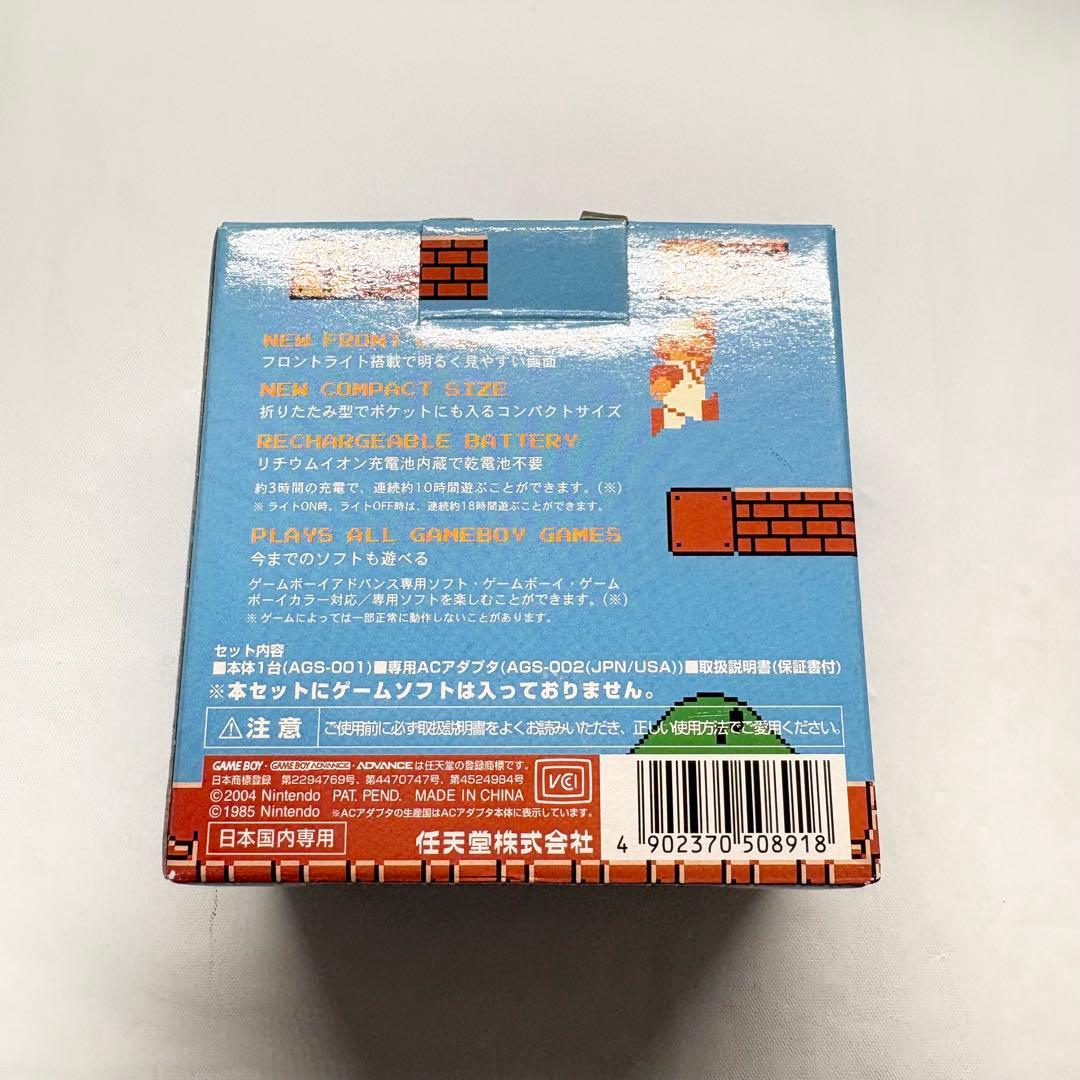 NEW FRONT
フロントライト搭載で明るく見やすい画面
NEW COMPACT SIZE
折りたたみ型でポケットにも入るコンパクトサイズ
RECHARGEABLE BATTERY
リチウムイオン充電池内蔵で乾電池不要
約3時間の充電で、連続約10時間遊ぶことができます。(※)
※ ライトON時。ライトOFF時は、連続約18時間遊ぶことができます。
PLAYS ALL GAMEBOY GAMES
今までのソフトも遊べる
ゲームボーイアドバンス専用ソフト・ゲームボーイ・ゲーム
ボーイカラー対応／専用ソフトを楽しむことができます。(※)
※ ゲームによっては一部正常に動作しないことがあります。
セット内容
■本体1台(AGS-001)■専用ACアダプタ(AGS-002(JPN/USA))■取扱説明書(保証書付)
※本セットにゲームソフトは入っておりません。
⚠注意 ご使用前に必ず取扱説明書をよくお読みいただき、正しい使用方法でご愛用ください。
GAME BOY・GAME BOY ADVANCE・ADVANCEは任天堂の登録商標です。
日本商標登録 第2294769号、第4470747号、第4524984号
VCCI
©2004 Nintendo PAT. PEND. MADE IN CHINA
©1985 Nintendo ※ACアダプタの生産国はACアダプタ本体に表示しています。
日本国内専用 任天堂株式会社
4 902370 508918